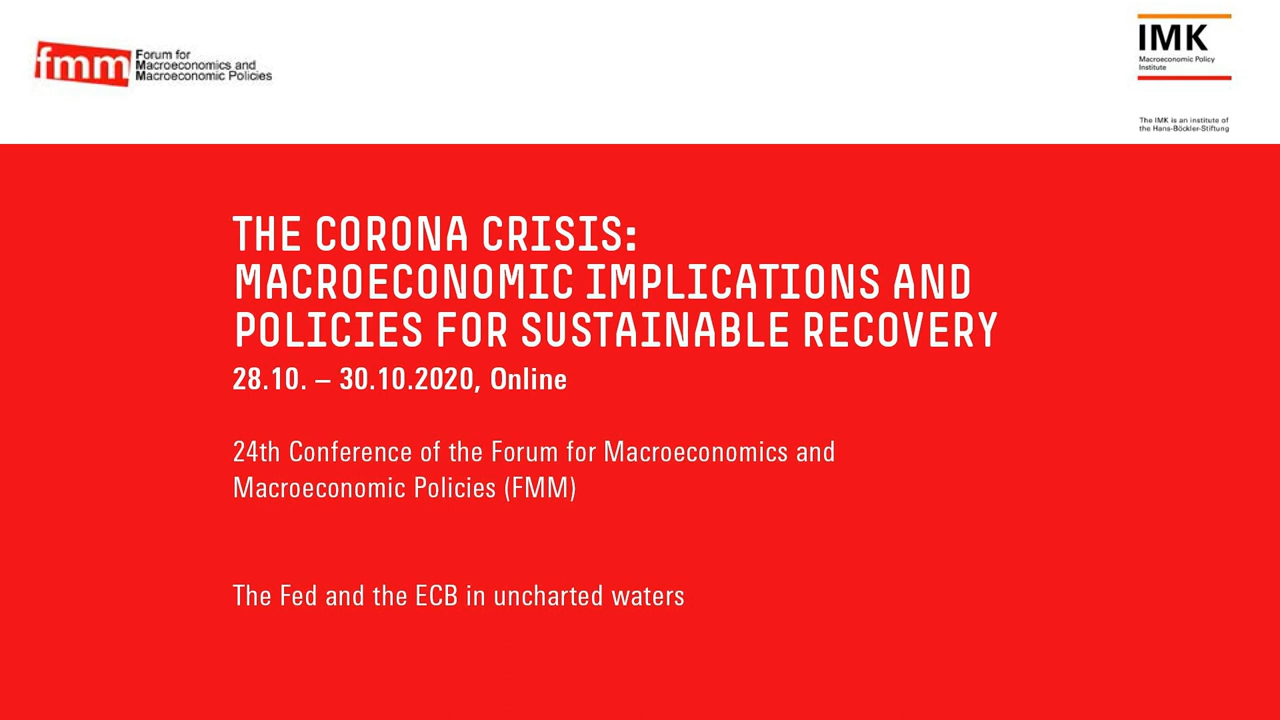 fmm
Forum for
Macroeconomics and
Macroeconomic Policies
IMK
Macroeconomic Policy
Institute
The IMK is an institute of
the Hans-Böckler-Stiftung
THE CORONA CRISIS:
MACROECONOMIC IMPLICATIONS AND
POLICIES FOR SUSTAINABLE RECOVERY
28.10. – 30.10.2020, Online
24th Conference of the Forum for Macroeconomics and
Macroeconomic Policies (FMM)
The Fed and the ECB in uncharted waters